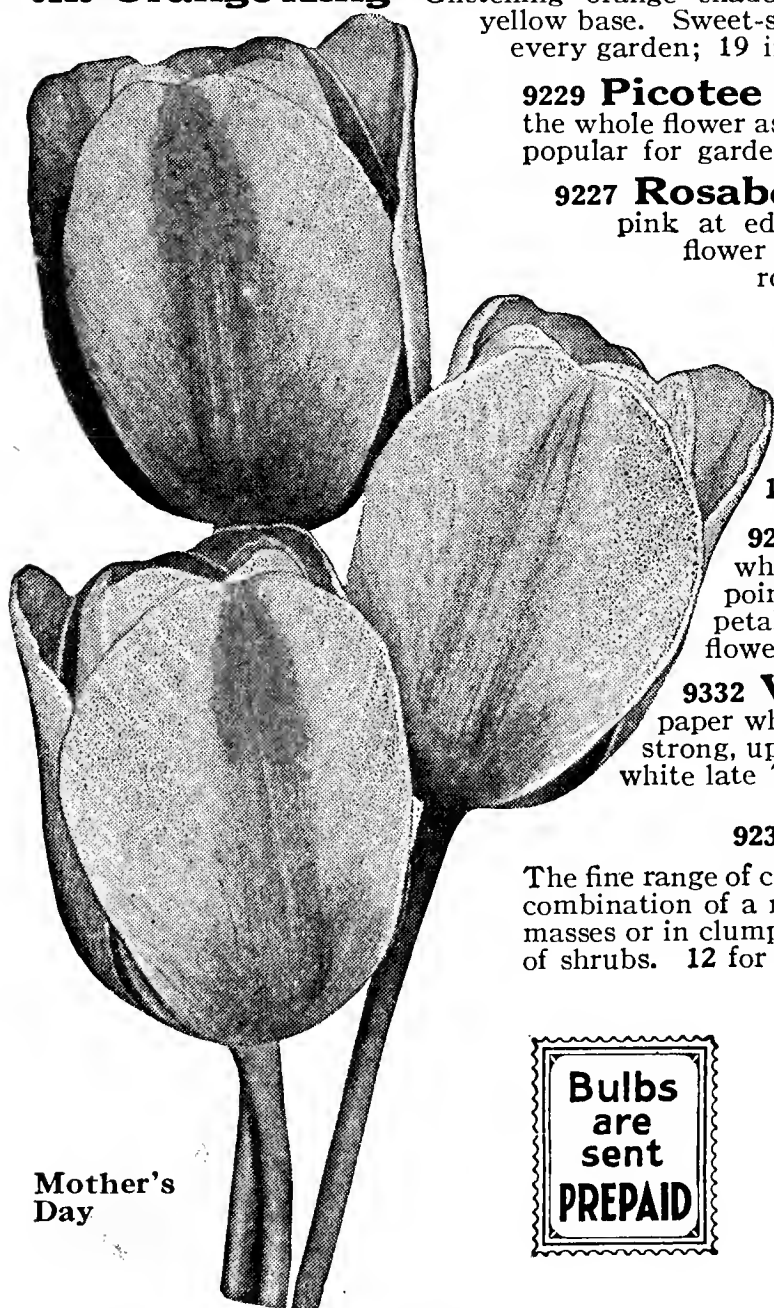 yellow base. Sweet-s
every garden; 19 i
9229 Picotee
the whole flower as
popular for garde
9227 Rosab
pink at ed
flower
ro
1
92
wh
poin
peta
flowe
9332
paper wh
strong, up
white late
923
The fine range of c
combination of a
masses or in clump
of shrubs. 12 for
Bulbs
are
sent
PREPAID
Mother's
Day